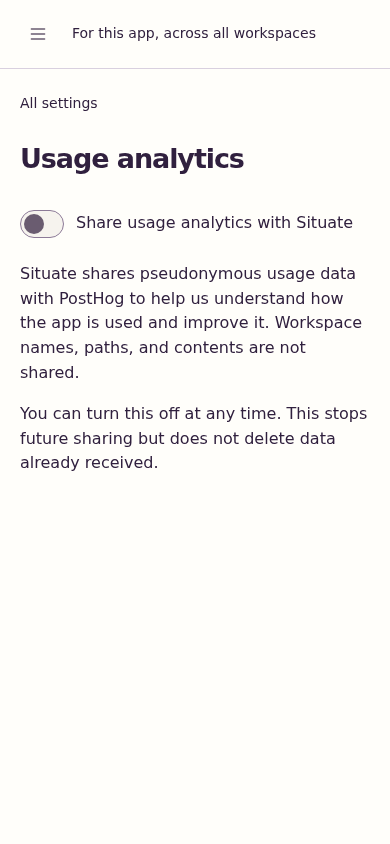 For this app, across all workspaces
All settings
Usage analytics
Share usage analytics with Situate
Situate shares pseudonymous usage data
with PostHog to help us understand how
the app is used and improve it. Workspace
names, paths, and contents are not
shared.
You can turn this off at any time. This stops
future sharing but does not delete data
already received.